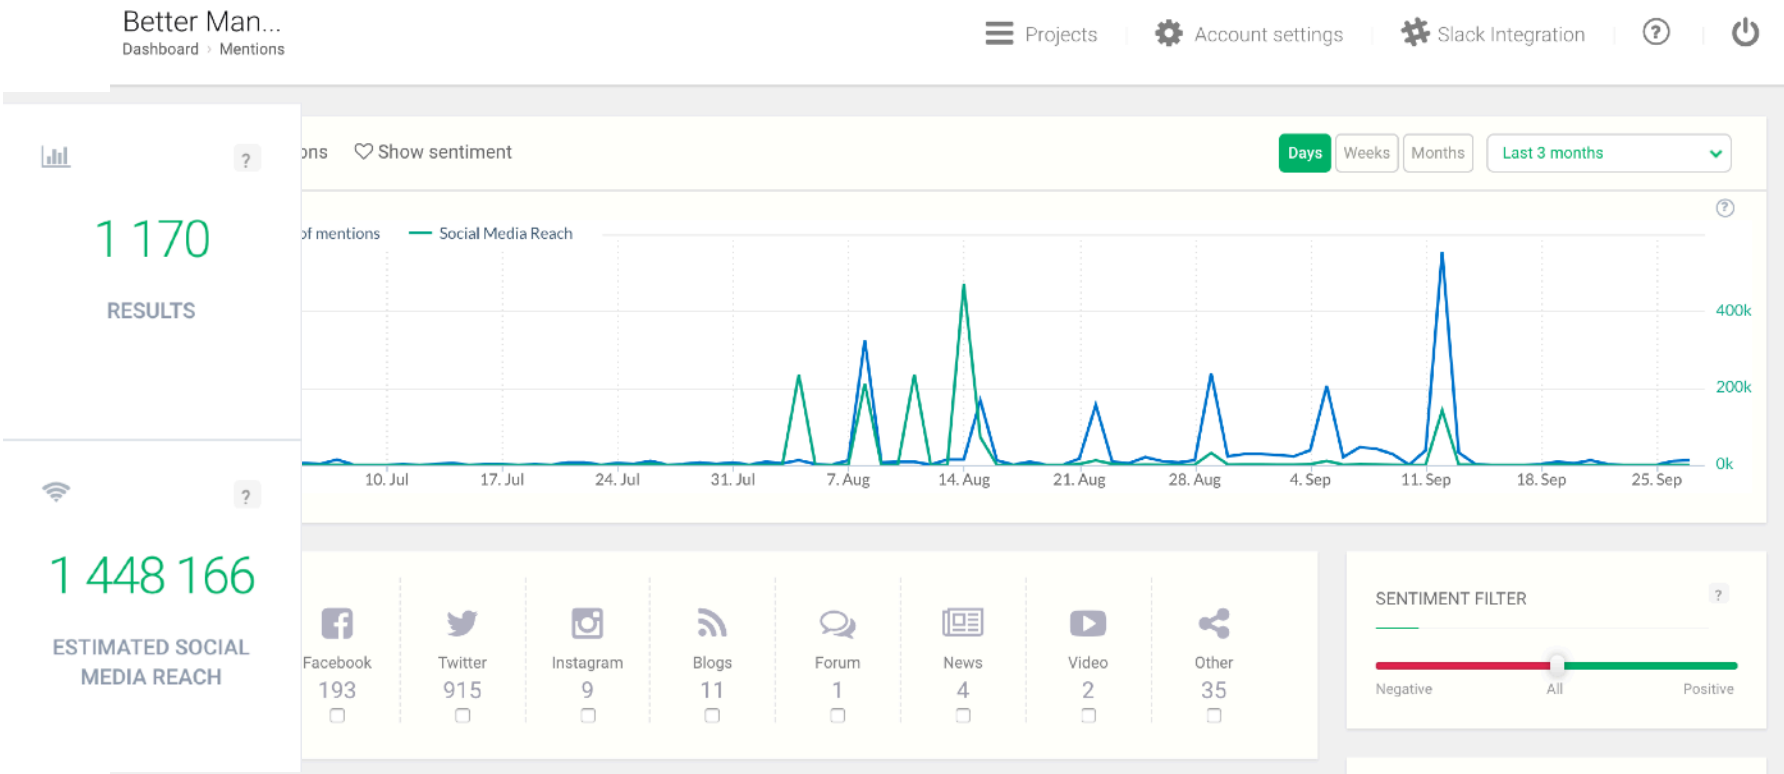 Better Man...
Dashboard › Mentions
Projects
Account settings
Slack Integration
?
?
1 170
RESULTS
?
1 448 166
ESTIMATED SOCIAL
MEDIA REACH
ons
Show sentiment
Days
Weeks
Months
Last 3 months
?
of mentions
Social Media Reach
400k
200k
0k
10. Jul
17. Jul
24. Jul
31. Jul
7. Aug
14. Aug
21. Aug
28. Aug
4. Sep
11. Sep
18. Sep
25. Sep
Facebook
193
Twitter
915
Instagram
9
Blogs
11
Forum
1
News
4
Video
2
Other
35
SENTIMENT FILTER
?
Negative
All
Positive